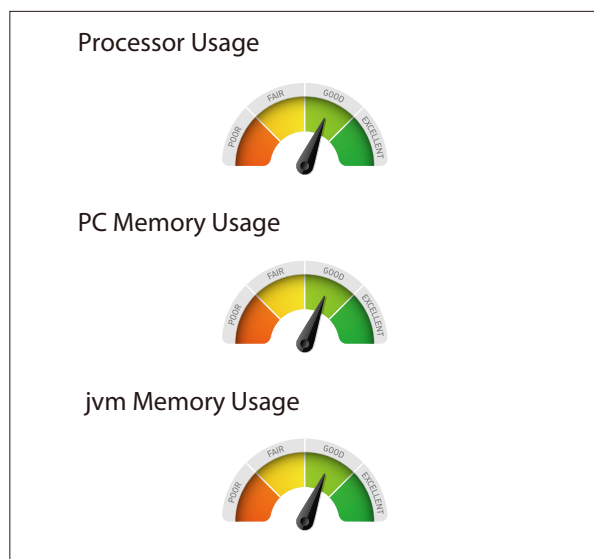 Processor Usage
POOR
FAIR
GOOD
EXCELLENT
PC Memory Usage
POOR
FAIR
GOOD
EXCELLENT
jvm Memory Usage
POOR
FAIR
GOOD
EXCELLENT